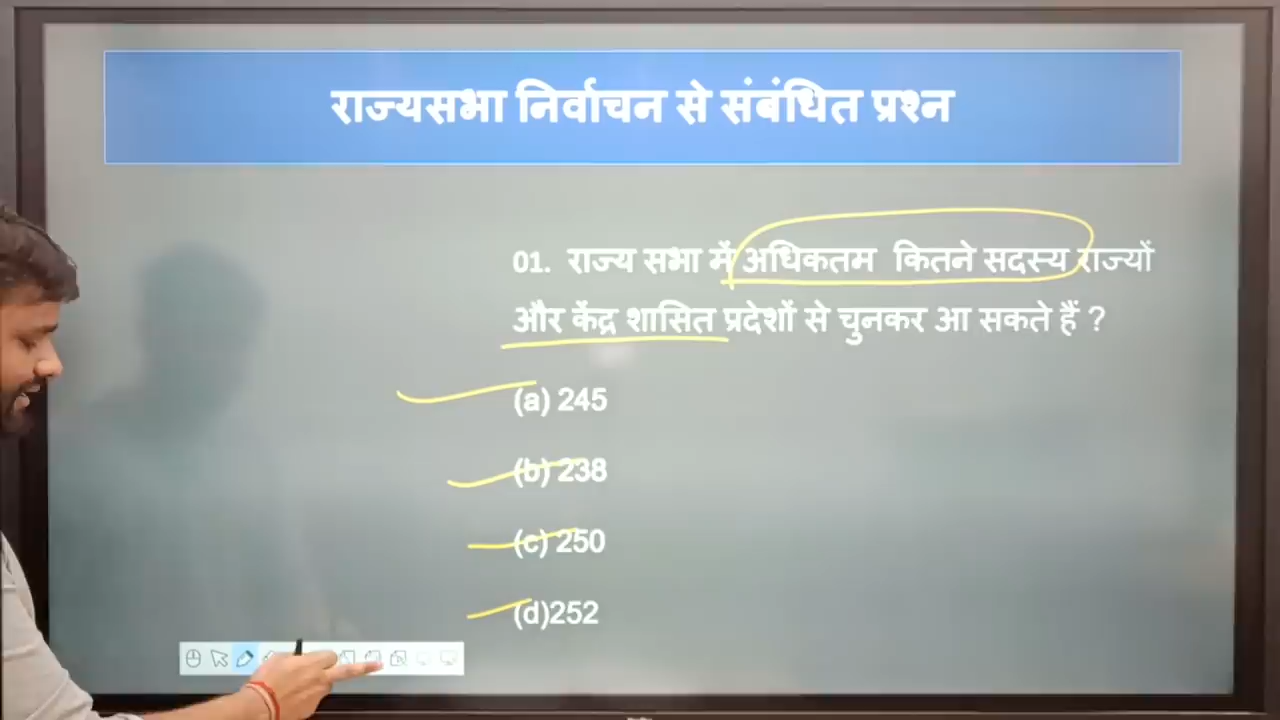 राज्यसभा निर्वाचन से संबंधित प्रश्न
01. राज्य सभा में अधिकतम कितने सदस्य राज्यों
और केंद्र शासित प्रदेशों से चुनकर आ सकते हैं ?
(a) 245
(b) 238
(c) 250
(d)252